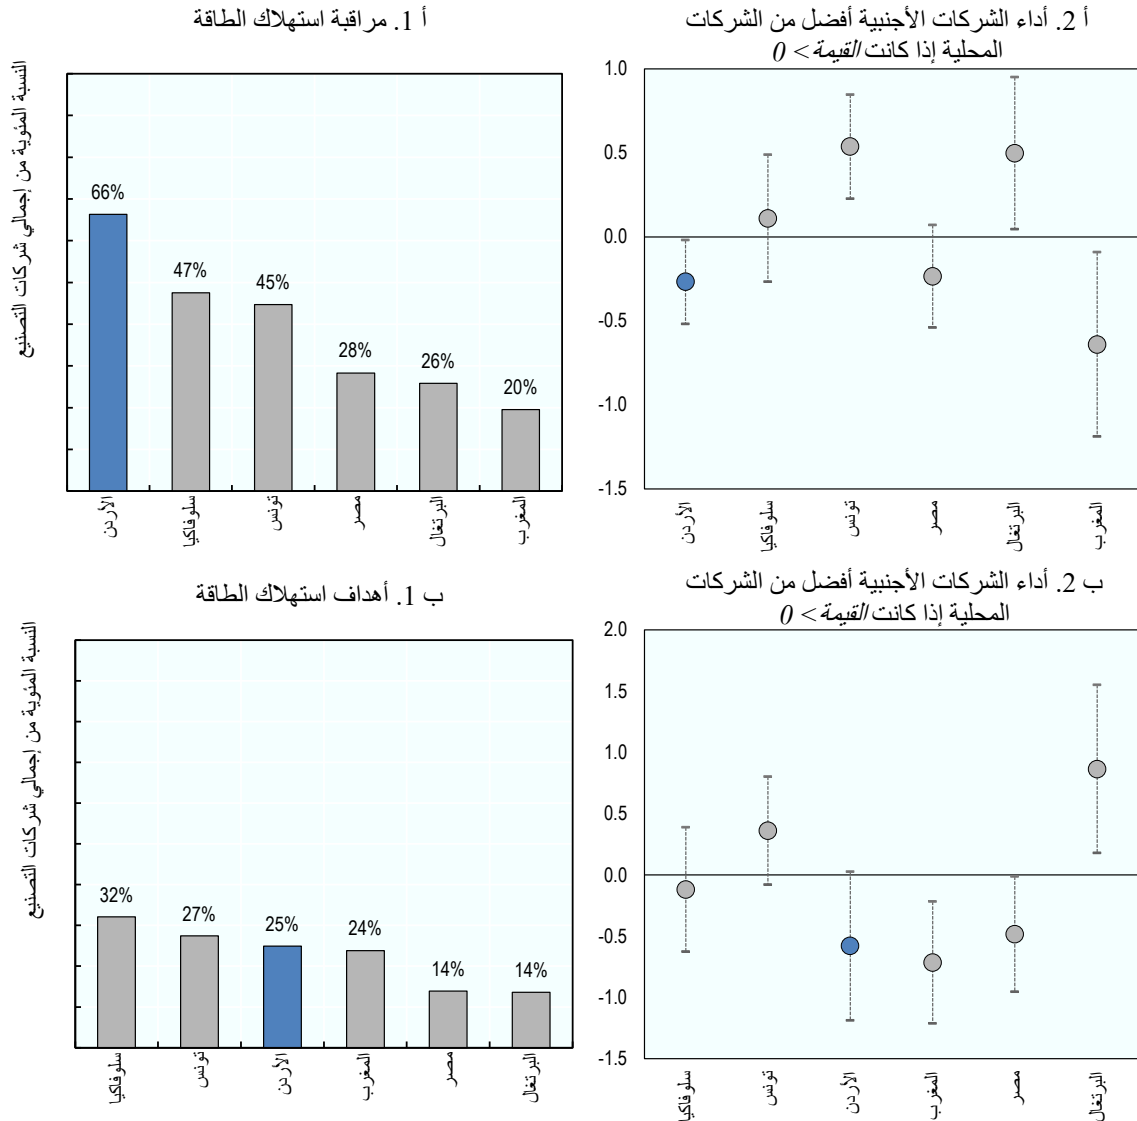 أ 1. مراقبة استهلاك الطاقة
النسبة المئوية من إجمالي شركات التصنيع
66%
47%
45%
28%
26%
20%
الأردن
سلوفاكيا
تونس
مصر
البرتغال
المغرب
أ 2. أداء الشركات الأجنبية أفضل من الشركات
المحلية إذا كانت القيمة > 0
1.0
0.5
0.0
-0.5
-1.0
-1.5
الأردن
سلوفاكيا
تونس
مصر
البرتغال
المغرب
ب 1. أهداف استهلاك الطاقة
النسبة المئوية من إجمالي شركات التصنيع
32%
27%
25%
24%
14%
14%
سلوفاكيا
تونس
الأردن
المغرب
مصر
البرتغال
ب 2. أداء الشركات الأجنبية أفضل من الشركات
المحلية إذا كانت القيمة > 0
2.0
1.5
1.0
0.5
0.0
-0.5
-1.0
-1.5
سلوفاكيا
تونس
الأردن
المغرب
مصر
البرتغال